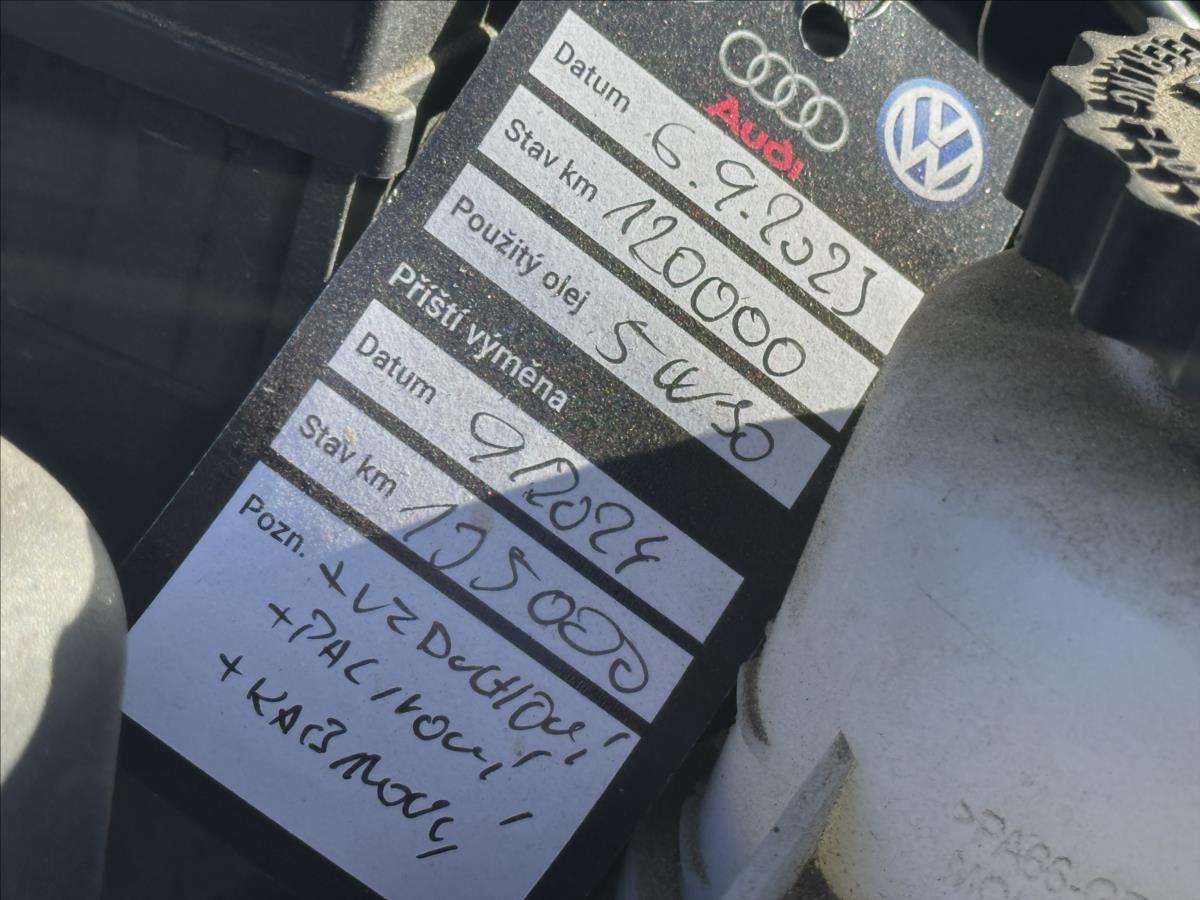 Audi
Datum 6.9.2023
Stav km 120000
Použitý olej 5W30
Příští výměna
Datum 9/2024
Stav km 135000
Pozn.
+ VZDUCHOVÝ
+ PALIVOVÝ
+ KABINOVÝ